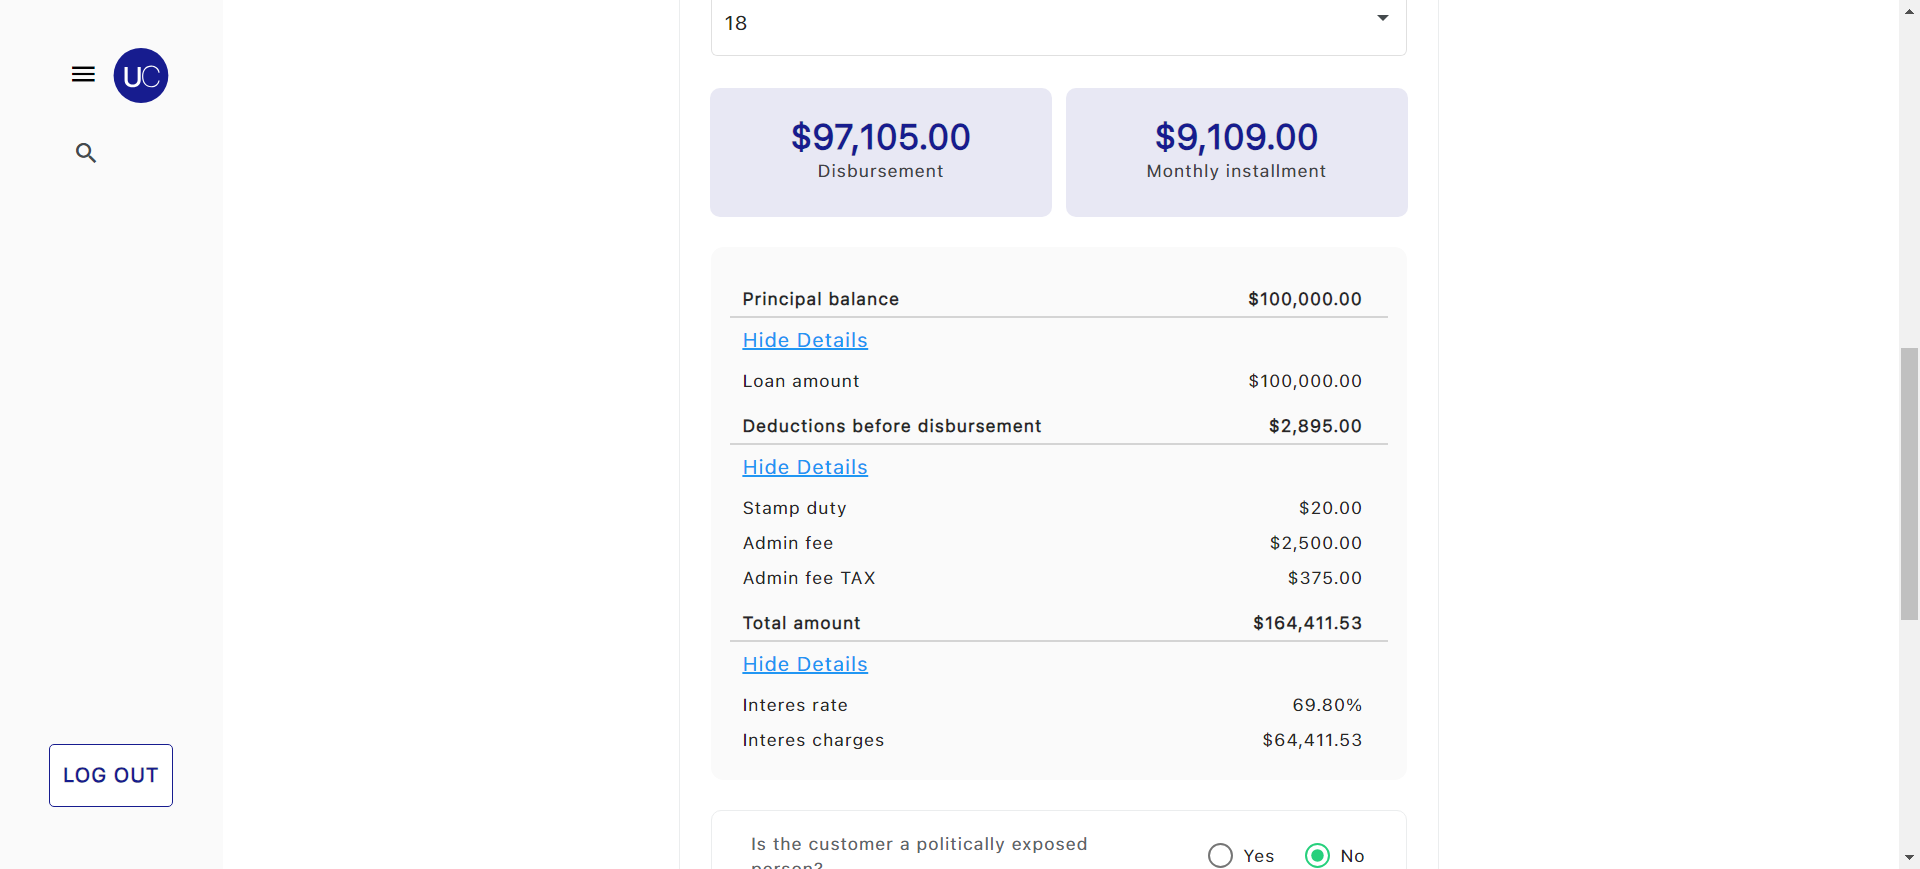 18
UC
$97,105.00
Disbursement
$9,109.00
Monthly installment
Principal balance $100,000.00
Hide Details
Loan amount $100,000.00
Deductions before disbursement $2,895.00
Hide Details
Stamp duty $20.00
Admin fee $2,500.00
Admin fee TAX $375.00
Total amount $164,411.53
Hide Details
Interes rate 69.80%
Interes charges $64,411.53
LOG OUT
Is the customer a politically exposed
person?
Yes No